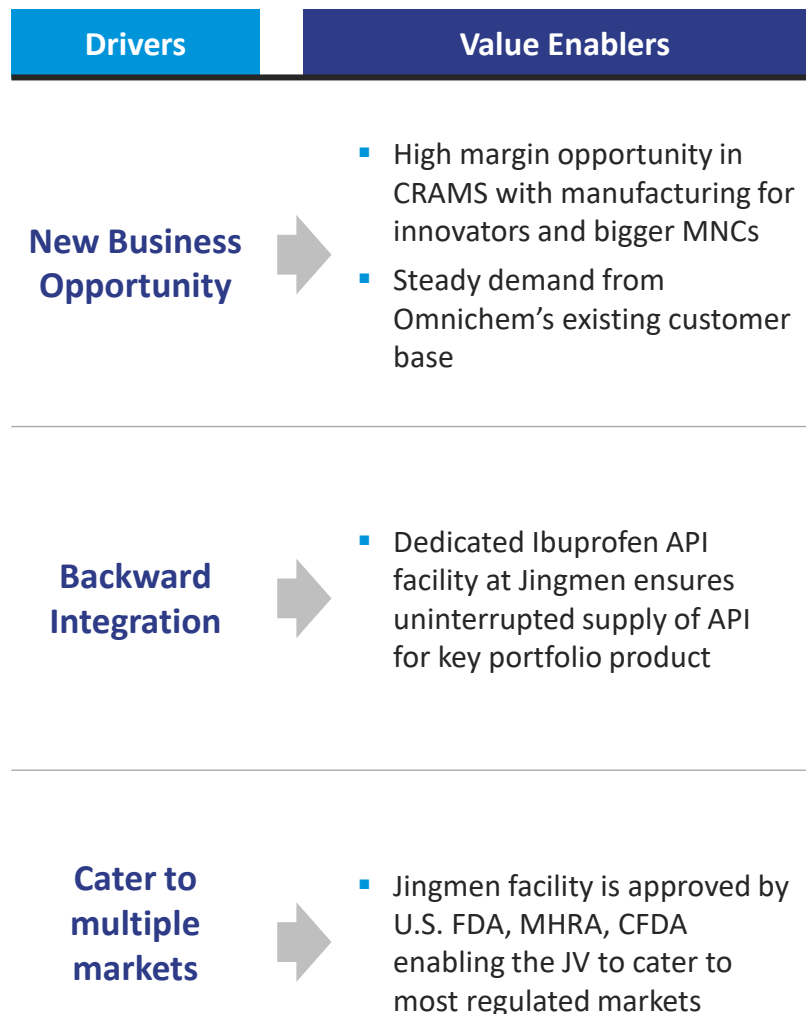 Drivers
Value Enablers
New Business
Opportunity
▪ High margin opportunity in
CRAMS with manufacturing for
innovators and bigger MNCs
▪ Steady demand from
Omnichem’s existing customer
base
Backward
Integration
▪ Dedicated Ibuprofen API
facility at Jingmen ensures
uninterrupted supply of API
for key portfolio product
Cater to
multiple
markets
▪ Jingmen facility is approved by
U.S. FDA, MHRA, CFDA
enabling the JV to cater to
most regulated markets